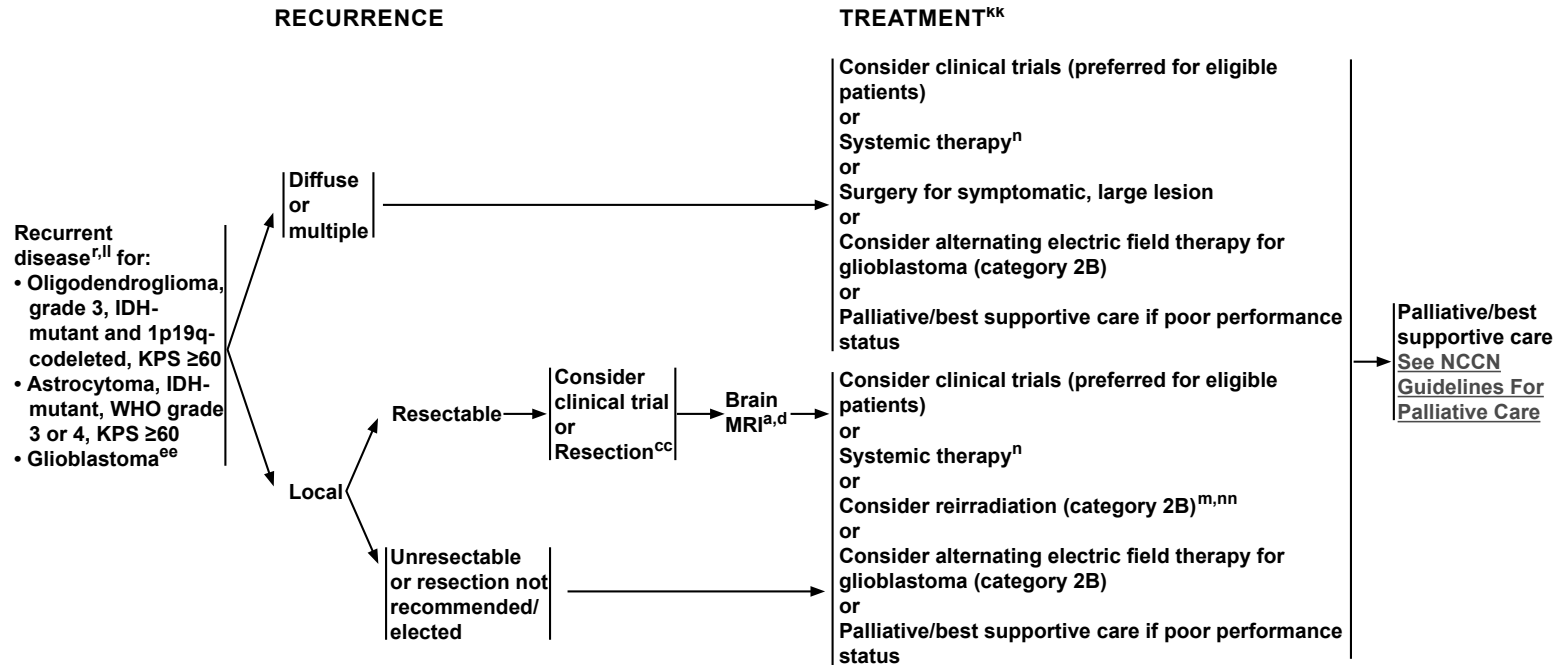 RECURRENCE
TREATMENTkk
Recurrent
diseaser,ll for:
• Oligodendroglioma,
grade 3, IDH-
mutant and 1p19q-
codeleted, KPS ≥60
• Astrocytoma, IDH-
mutant, WHO grade
3 or 4, KPS ≥60
• Glioblastomaee
Diffuse
or
multiple
Consider clinical trials (preferred for eligible
patients)
or
Systemic therapyn
or
Surgery for symptomatic, large lesion
or
Consider alternating electric field therapy for
glioblastoma (category 2B)
or
Palliative/best supportive care if poor performance
status
Local
Resectable
Consider
clinical trial
or
Resectioncc
Brain
MRIa,d
Unresectable
or resection not
recommended/
elected
Consider clinical trials (preferred for eligible
patients)
or
Systemic therapyn
or
Consider reirradiation (category 2B)m,nn
or
Consider alternating electric field therapy for
glioblastoma (category 2B)
or
Palliative/best supportive care if poor performance
status
Palliative/best
supportive care
See NCCN
Guidelines For
Palliative Care